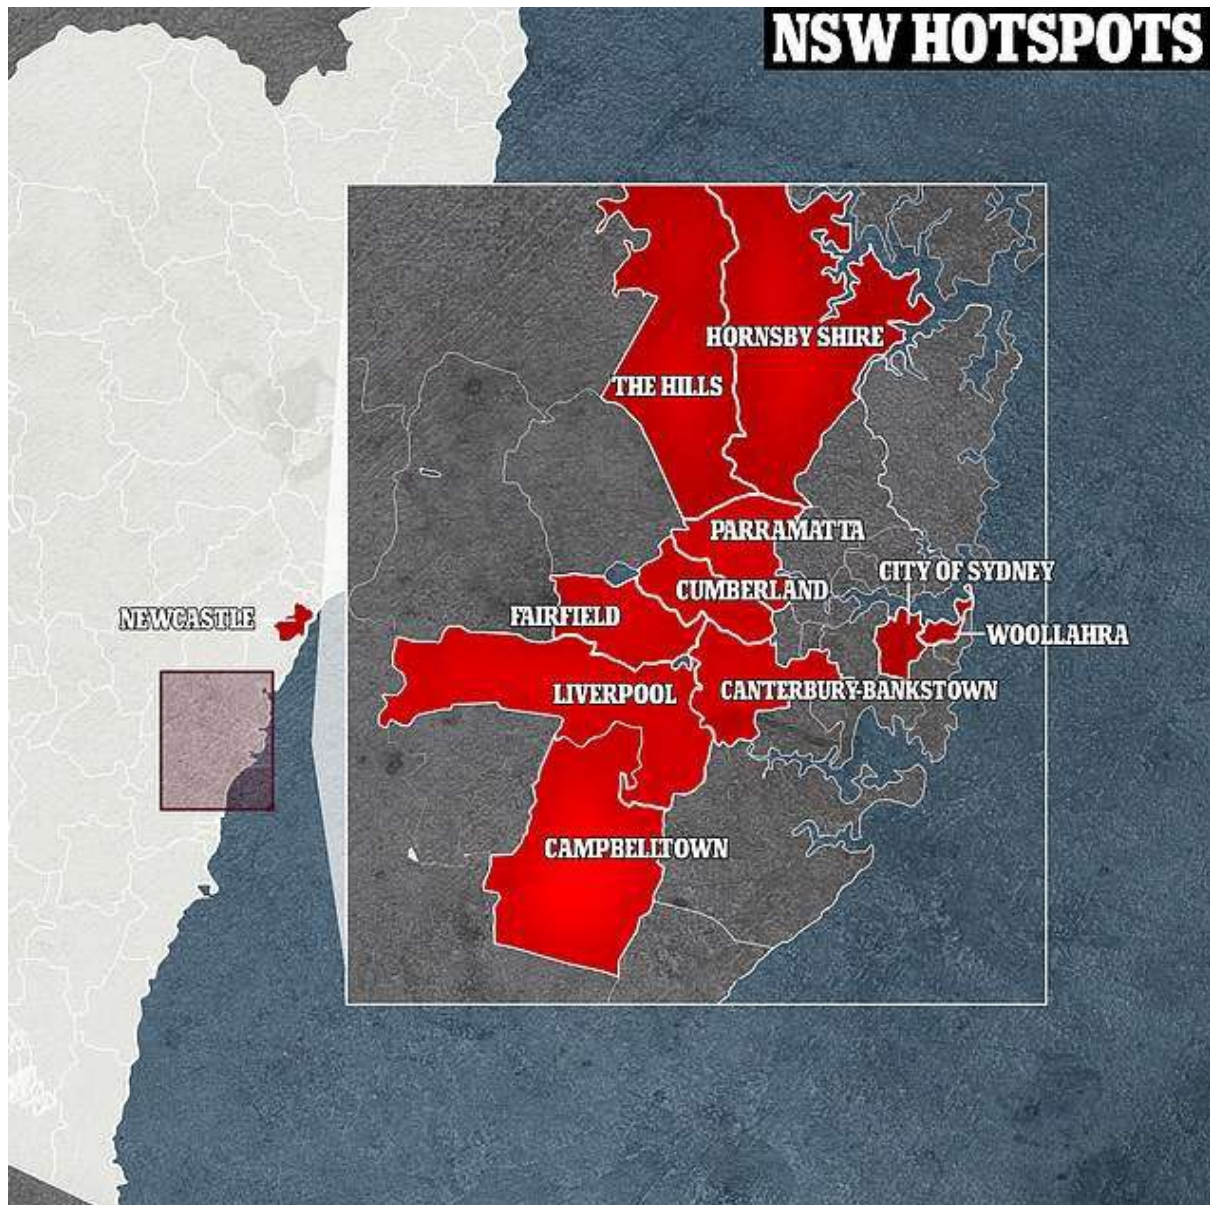 NSW HOTSPOTS
HORNSBY SHIRE
THE HILLS
PARRAMATTA
CITY OF SYDNEY
CUMBERLAND
NEWCASTLE
FAIRFIELD
WOOLLAHRA
LIVERPOOL
CANTERBURY-BANKSTOWN
CAMPBELLTOWN